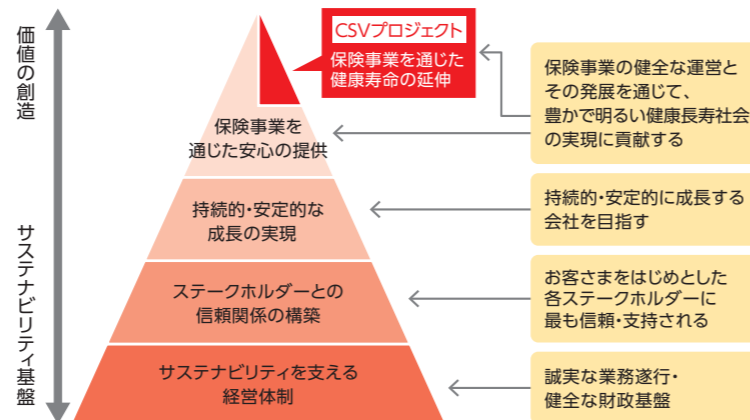 価値の創造
サステナビリティ基盤
CSVプロジェクト
保険事業を通じた
健康寿命の延伸
保険事業を
通じた安心の提供
持続的・安定的な
成長の実現
ステークホルダーとの
信頼関係の構築
サステナビリティを支える
経営体制
保険事業の健全な運営と
その発展を通じて、
豊かで明るい健康長寿社会
の実現に貢献する
持続的・安定的に成長する
会社を目指す
お客さまをはじめとした
各ステークホルダーに
最も信頼・支持される
誠実な業務遂行・
健全な財政基盤